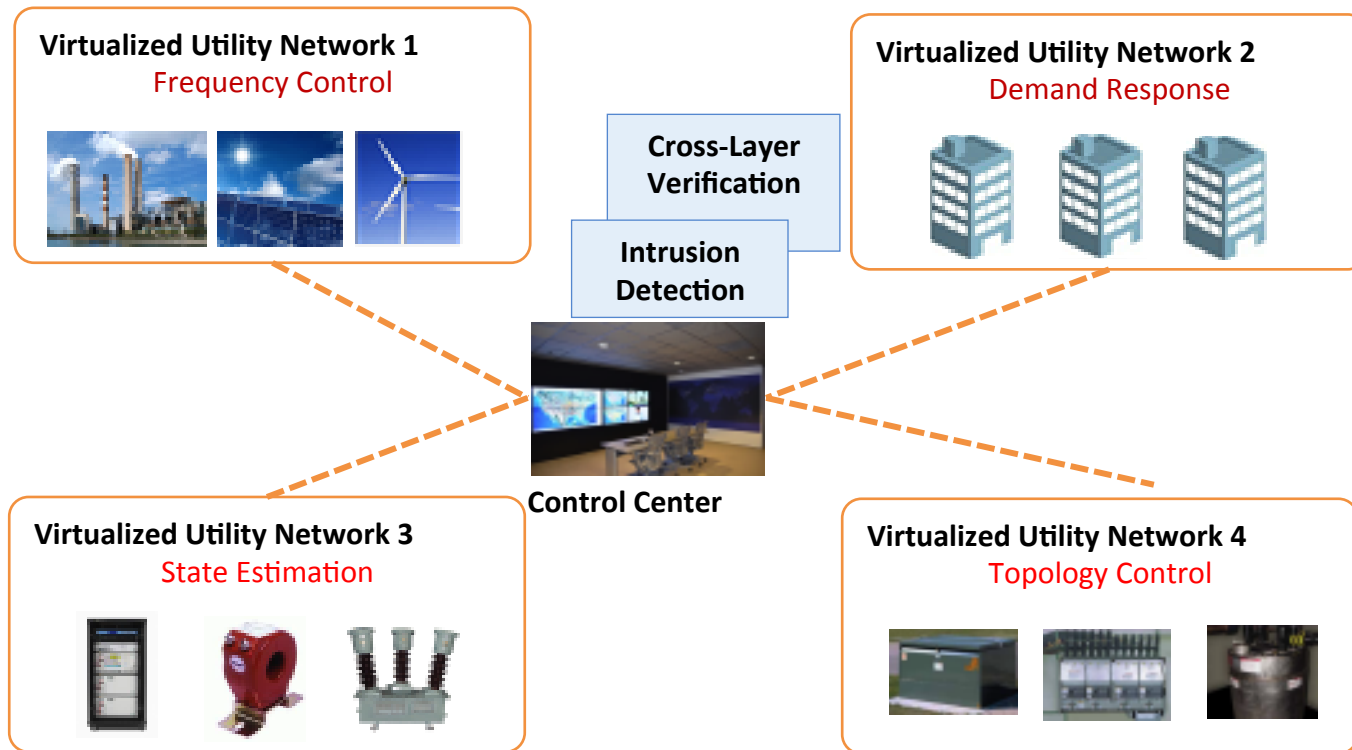 Virtualized Utility Network 1
Frequency Control
Virtualized Utility Network 2
Demand Response
Cross-Layer
Verification
Intrusion
Detection
Control Center
Virtualized Utility Network 3
State Estimation
Virtualized Utility Network 4
Topology Control